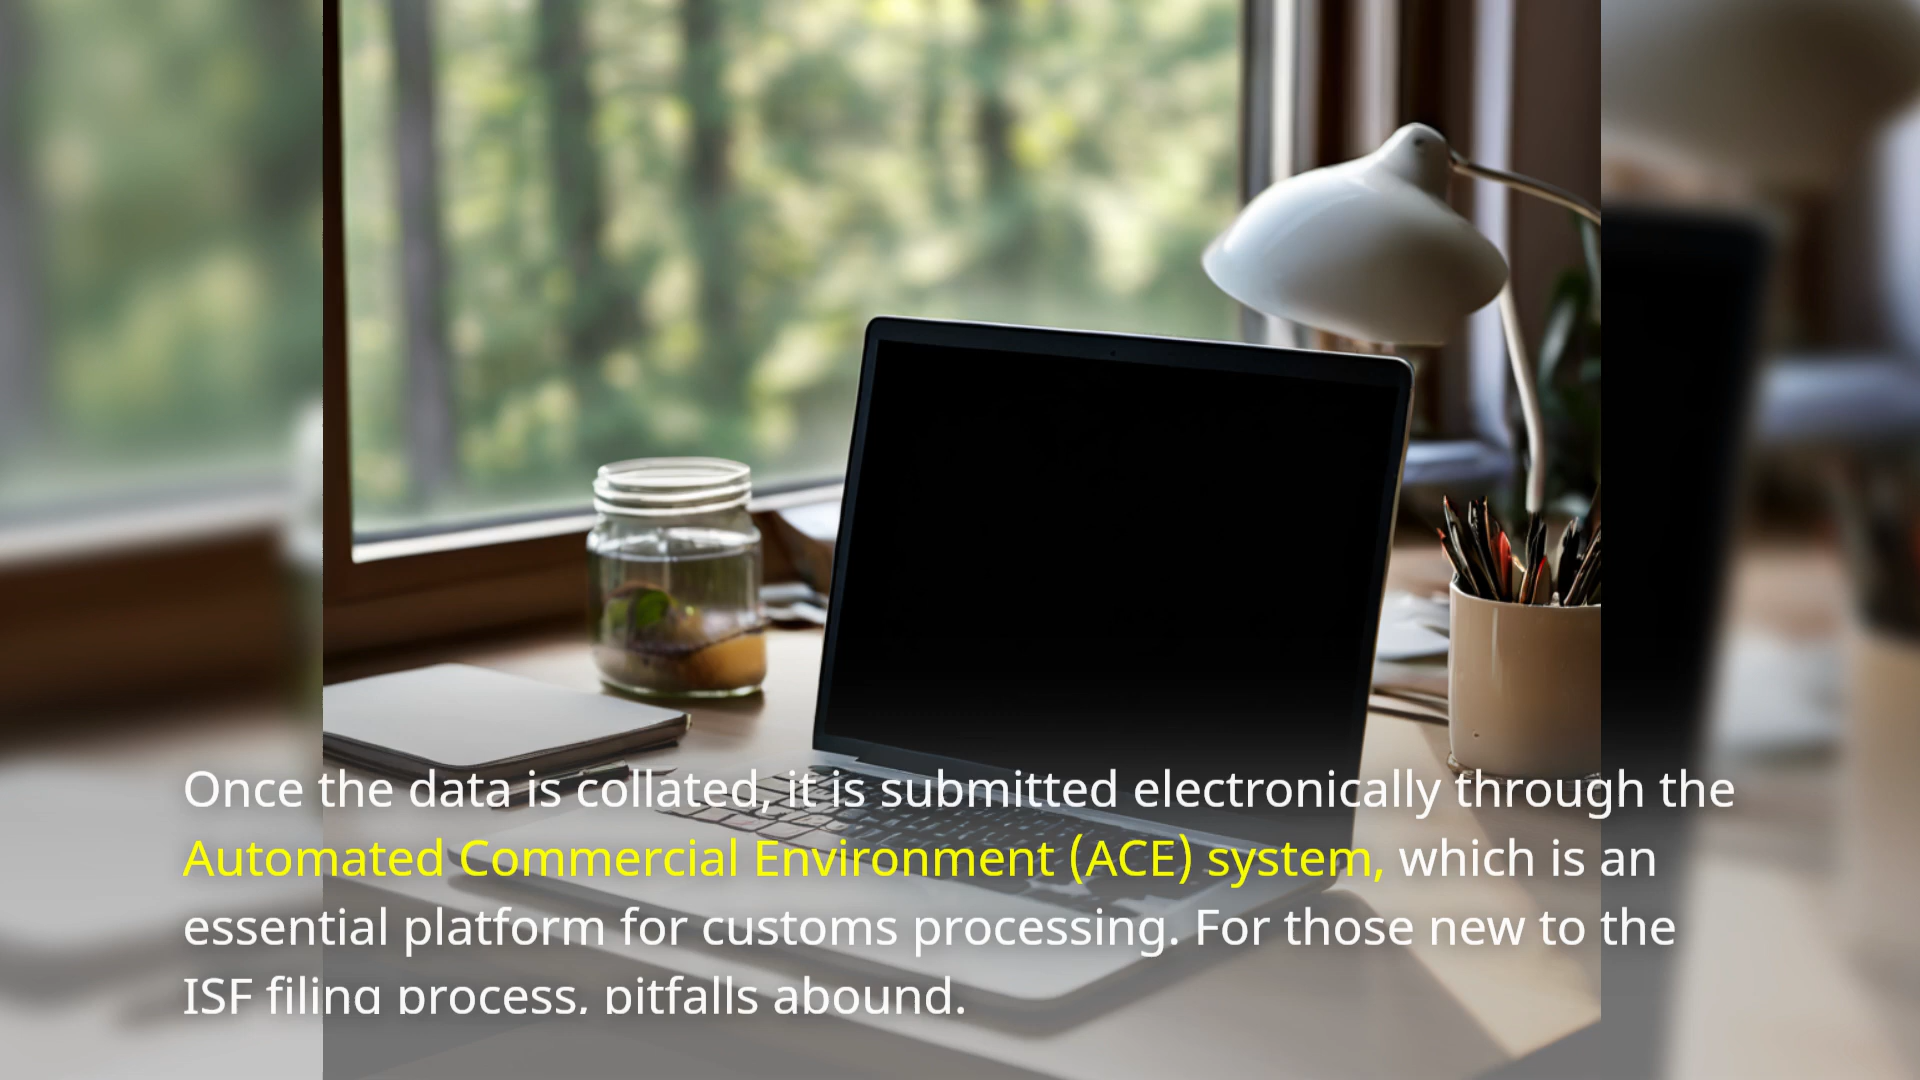 Once the data is collated, it is submitted electronically through the
Automated Commercial Environment (ACE) system, which is an
essential platform for customs processing. For those new to the
ISF filing process, pitfalls abound.